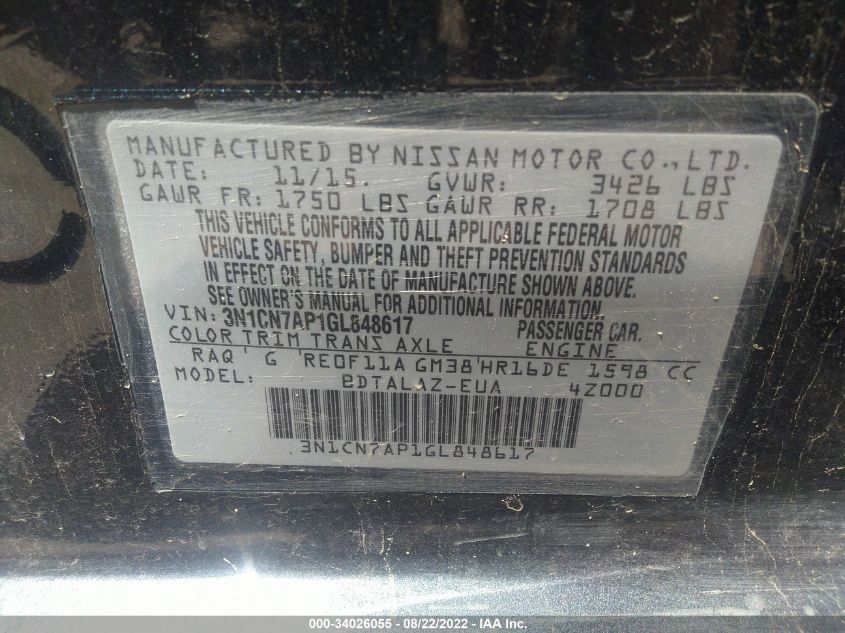 MANUFACTURED BY NISSAN MOTOR CO., LTD.
DATE: 11/15. GVWR: 3426 LBS
GAWR FR: 1750 LBS GAWR RR: 1708 LBS
THIS VEHICLE CONFORMS TO ALL APPLICABLE FEDERAL MOTOR
VEHICLE SAFETY, BUMPER AND THEFT PREVENTION STANDARDS
IN EFFECT ON THE DATE OF MANUFACTURE SHOWN ABOVE.
SEE OWNER'S MANUAL FOR ADDITIONAL INFORMATION
VIN: 3N1CN7AP1GL848617 PASSENGER CAR.
COLOR TRIM TRANS AXLE ENGINE
RAQ G RE0F11A GM38 HR16DE 1598 CC
MODEL: BDTALAZ-EUA 4Z000
3N1CN7AP1GL848617
000-34026055 - 08/22/2022 - IAA Inc.